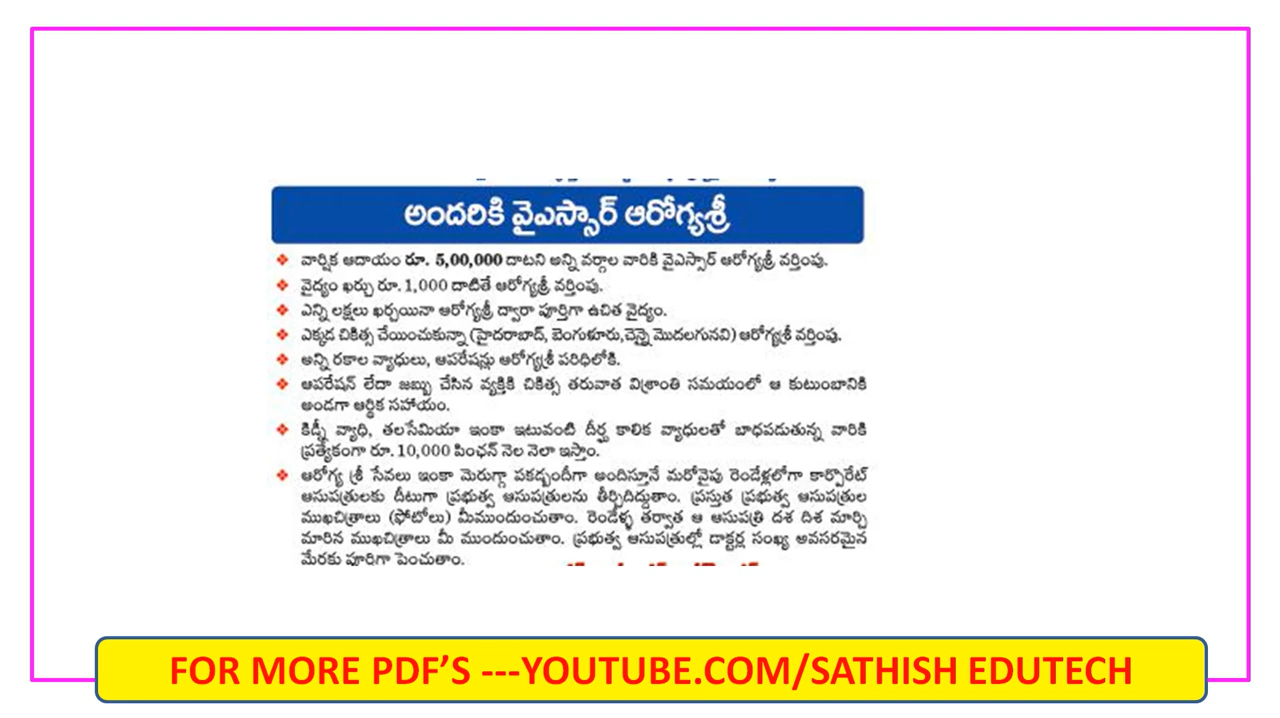 అందరికి వైఎస్సార్ ఆరోగ్యశ్రీ
❖ వార్షిక ఆదాయం రూ. 5,00,000 దాటని అన్ని వర్గాల వారికి వైఎస్సార్ ఆరోగ్యశ్రీ వర్తింపు.
❖ వైద్యం ఖర్చు రూ. 1,000 దాటితే ఆరోగ్యశ్రీ వర్తింపు.
❖ ఎన్ని లక్షలు ఖర్చయినా ఆరోగ్యశ్రీ ద్వారా పూర్తిగా ఉచిత వైద్యం.
❖ ఎక్కడ చికిత్స చేయించుకున్నా (హైదరాబాద్, బెంగుళూరు,చెన్నై మొదలగునవి) ఆరోగ్యశ్రీ వర్తింపు.
❖ అన్ని రకాల వ్యాధులు, ఆపరేషన్లు ఆరోగ్యశ్రీ పరిధిలోకి.
❖ ఆపరేషన్ లేదా జబ్బు చేసిన వ్యక్తికి చికిత్స తరువాత విశ్రాంతి సమయంలో ఆ కుటుంబానికి
అండగా ఆర్థిక సహాయం.
❖ కిడ్నీ వ్యాధి, తలసేమియా ఇంకా ఇటువంటి దీర్ఘ కాలిక వ్యాధులతో బాధపడుతున్న వారికి
ప్రత్యేకంగా రూ. 10,000 పింఛన్ నెల నెలా ఇస్తాం.
❖ ఆరోగ్య శ్రీ సేవలు ఇంకా మెరుగ్గా పకడ్బందీగా అందిస్తూనే మరోవైపు రెండేళ్లలోగా కార్పొరేట్
ఆసుపత్రులకు దీటుగా ప్రభుత్వ ఆసుపత్రులను తీర్చిదిద్దుతాం. ప్రస్తుత ప్రభుత్వ ఆసుపత్రుల
ముఖచిత్రాలు (ఫోటోలు) మీముందుంచుతాం. రెండేళ్ళ తర్వాత ఆ ఆసుపత్రి దశ దిశ మార్చి
మారిన ముఖచిత్రాలు మీ ముందుంచుతాం. ప్రభుత్వ ఆసుపత్రుల్లో డాక్టర్ల సంఖ్య అవసరమైన
మేరకు పూర్తిగా పెంచుతాం.
FOR MORE PDF’S ---YOUTUBE.COM/SATHISH EDUTECH